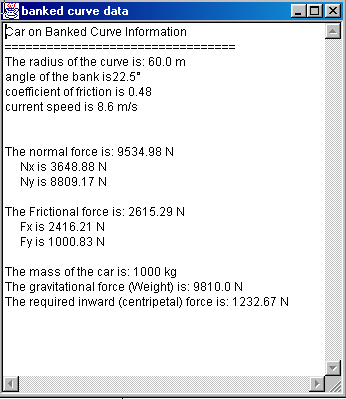 banked curve data
Car on Banked Curve Information
=================================
The radius of the curve is: 60.0 m
angle of the bank is22.5°
coefficient of friction is 0.48
current speed is 8.6 m/s
The normal force is: 9534.98 N
Nx is 3648.88 N
Ny is 8809.17 N
The Frictional force is: 2615.29 N
Fx is 2416.21 N
Fy is 1000.83 N
The mass of the car is: 1000 kg
The gravitational force (Weight) is: 9810.0 N
The required inward (centripetal) force is: 1232.67 N